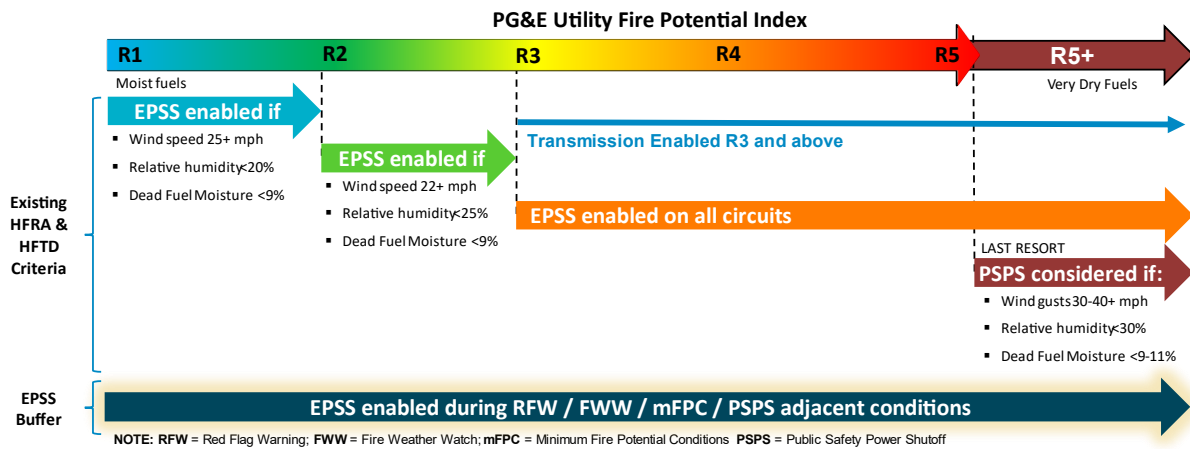 PG&E Utility Fire Potential Index
R1
R2
R3
R4
R5
R5+
Moist fuels
Very Dry Fuels
EPSS enabled if
▪ Wind speed 25+ mph
▪ Relative humidity<20%
▪ Dead Fuel Moisture <9%
EPSS enabled if
▪ Wind speed 22+ mph
▪ Relative humidity<25%
▪ Dead Fuel Moisture <9%
Transmission Enabled R3 and above
EPSS enabled on all circuits
LAST RESORT
PSPS considered if:
▪ Wind gusts30-40+ mph
▪ Relative humidity<30%
▪ Dead Fuel Moisture <9-11%
Existing
HFRA &
HFTD
Criteria
EPSS
Buffer
EPSS enabled during RFW / FWW / mFPC / PSPS adjacent conditions
NOTE: RFW = Red Flag Warning; FWW = Fire Weather Watch; mFPC = Minimum Fire Potential Conditions PSPS = Public Safety Power Shutoff